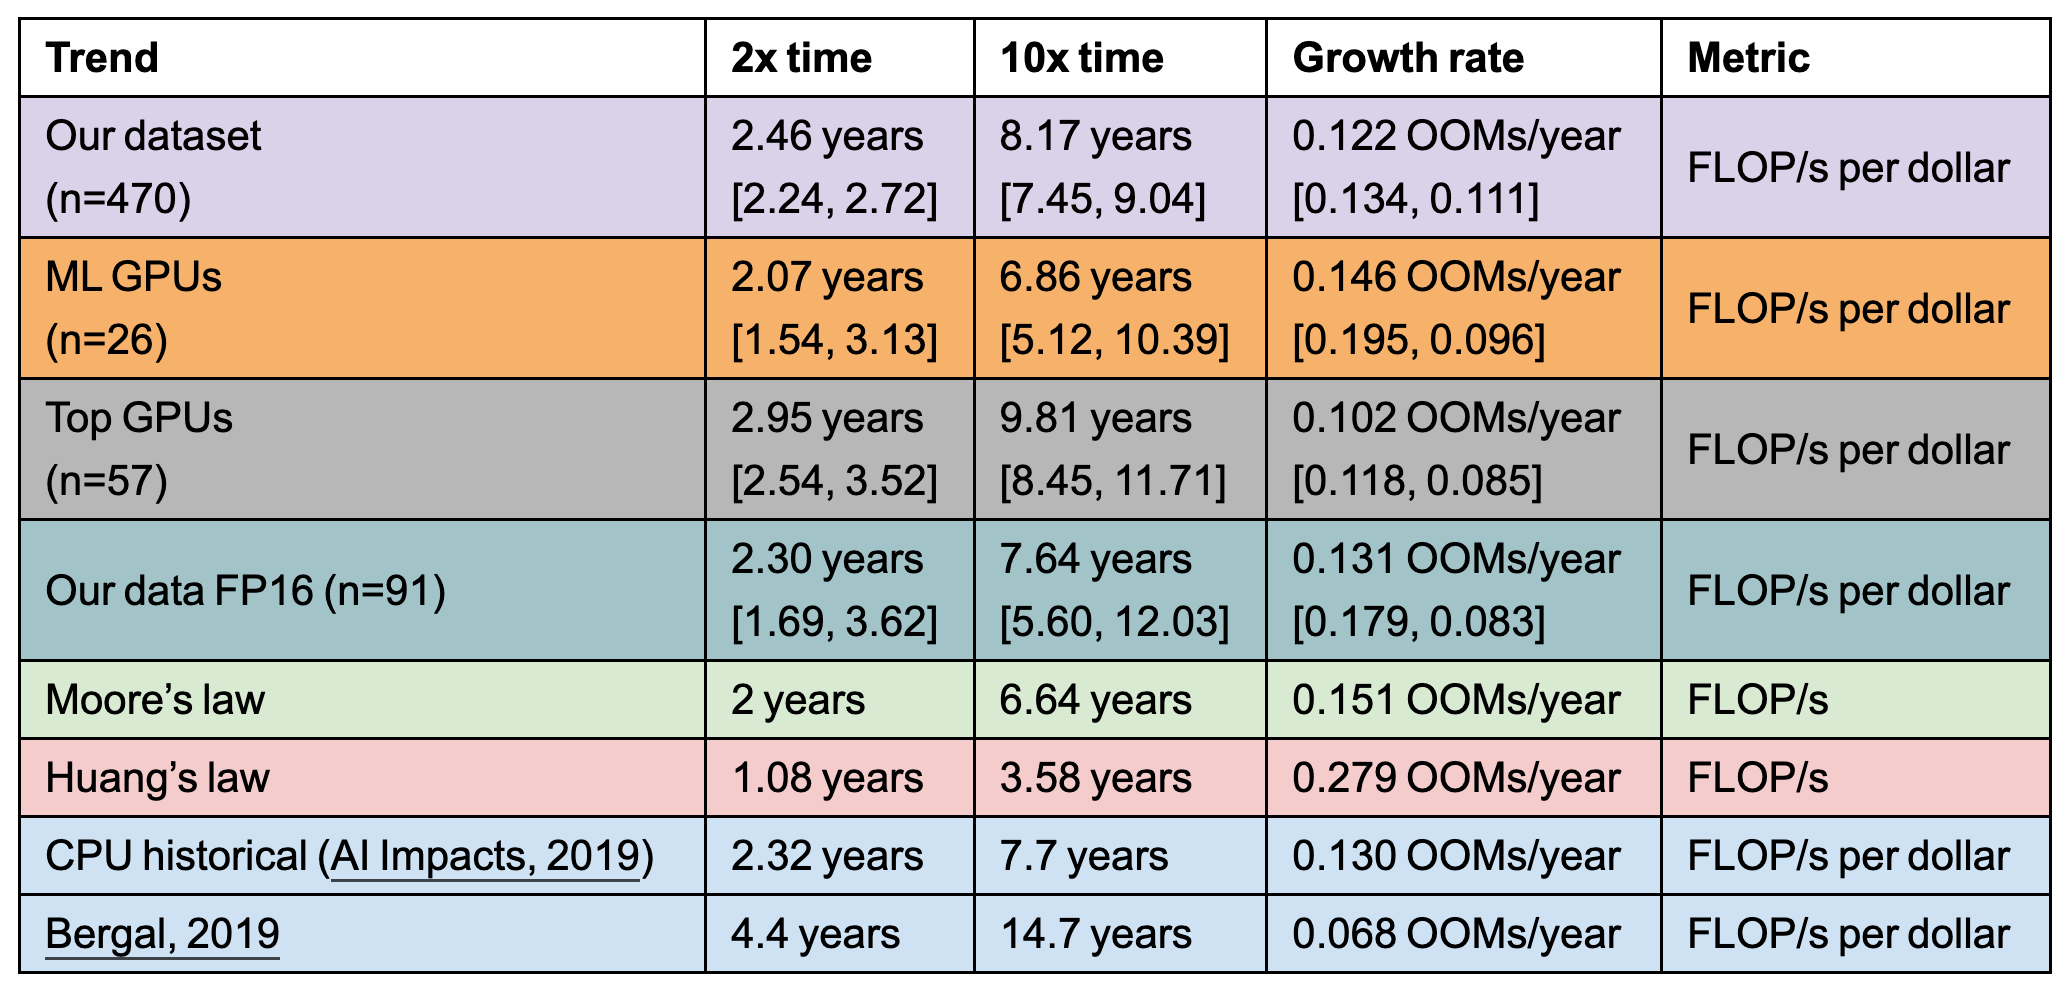 Trend 2x time 10x time Growth rate Metric
Our dataset 2.46 years 8.17 years 0.122 OOMs/year FLOP/s per dollar
(n=470) [2.24, 2.72] [7.45, 9.04] [0.134, 0.111]
ML GPUs 2.07 years 6.86 years 0.146 OOMs/year FLOP/s per dollar
(n=26) [1.54, 3.13] [5.12, 10.39] [0.195, 0.096]
Top GPUs 2.95 years 9.81 years 0.102 OOMs/year FLOP/s per dollar
(n=57) [2.54, 3.52] [8.45, 11.71] [0.118, 0.085]
Our data FP16 (n=91) 2.30 years 7.64 years 0.131 OOMs/year FLOP/s per dollar
[1.69, 3.62] [5.60, 12.03] [0.179, 0.083]
Moore’s law 2 years 6.64 years 0.151 OOMs/year FLOP/s
Huang’s law 1.08 years 3.58 years 0.279 OOMs/year FLOP/s
CPU historical (AI Impacts, 2019) 2.32 years 7.7 years 0.130 OOMs/year FLOP/s per dollar
Bergal, 2019 4.4 years 14.7 years 0.068 OOMs/year FLOP/s per dollar